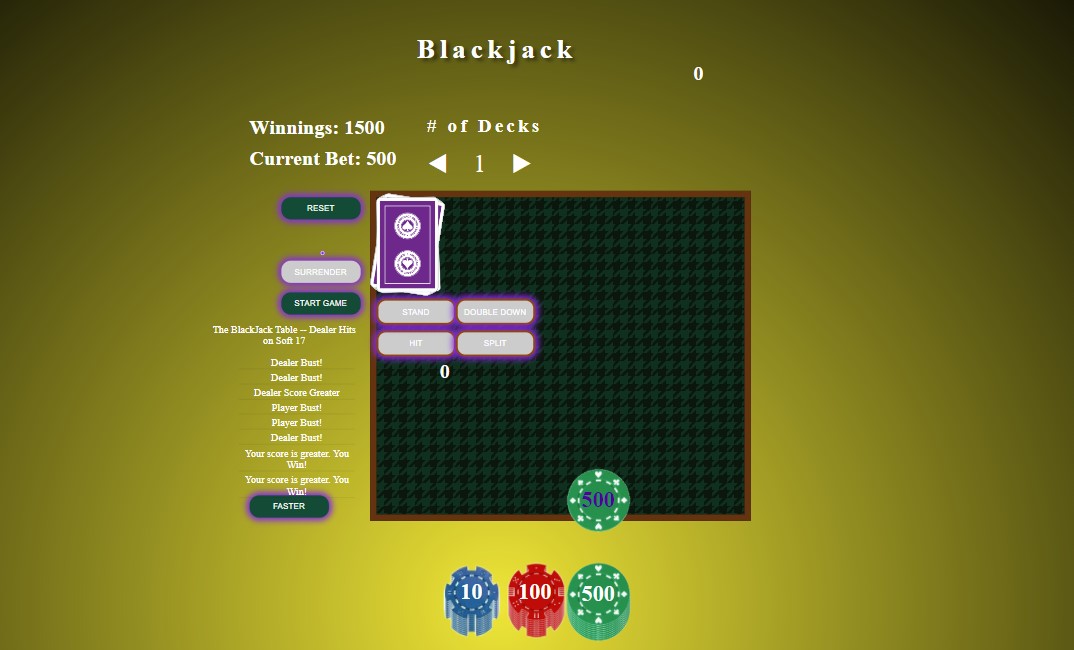 Blackjack
0
Winnings: 1500
# of Decks
Current Bet: 500
1
RESET
SURRENDER
START GAME
STAND
DOUBLE DOWN
HIT
SPLIT
The BlackJack Table -- Dealer Hits
on Soft 17
0
Dealer Bust!
Dealer Bust!
Dealer Score Greater
Player Bust!
Player Bust!
Dealer Bust!
Your score is greater. You
Win!
Your score is greater. You
Win!
FASTER
500
10
100
500